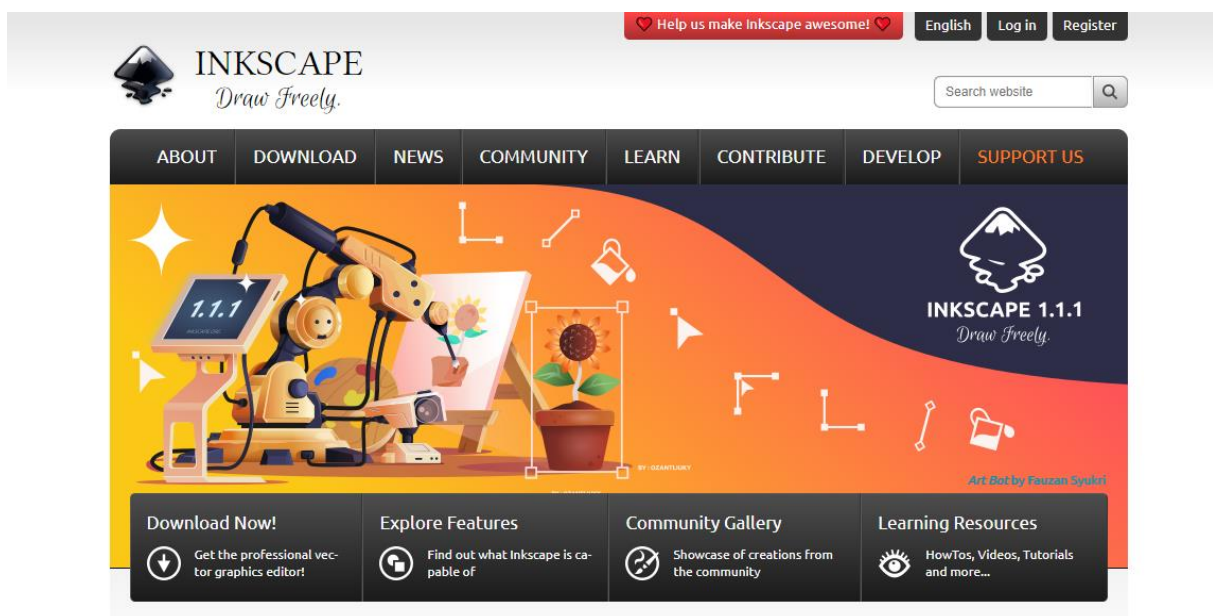 Help us make Inkscape awesome!
English
Log in
Register
INKSCAPE
Draw Freely.
Search website
ABOUT
DOWNLOAD
NEWS
COMMUNITY
LEARN
CONTRIBUTE
DEVELOP
SUPPORT US
1.1.1
INKSCAPE 1.1.1
Draw Freely.
Art Bot by Fauzan Syukri
Download Now!
Get the professional vec-
tor graphics editor!
Explore Features
Find out what Inkscape is ca-
pable of
Community Gallery
Showcase of creations from
the community
Learning Resources
HowTos, Videos, Tutorials
and more...